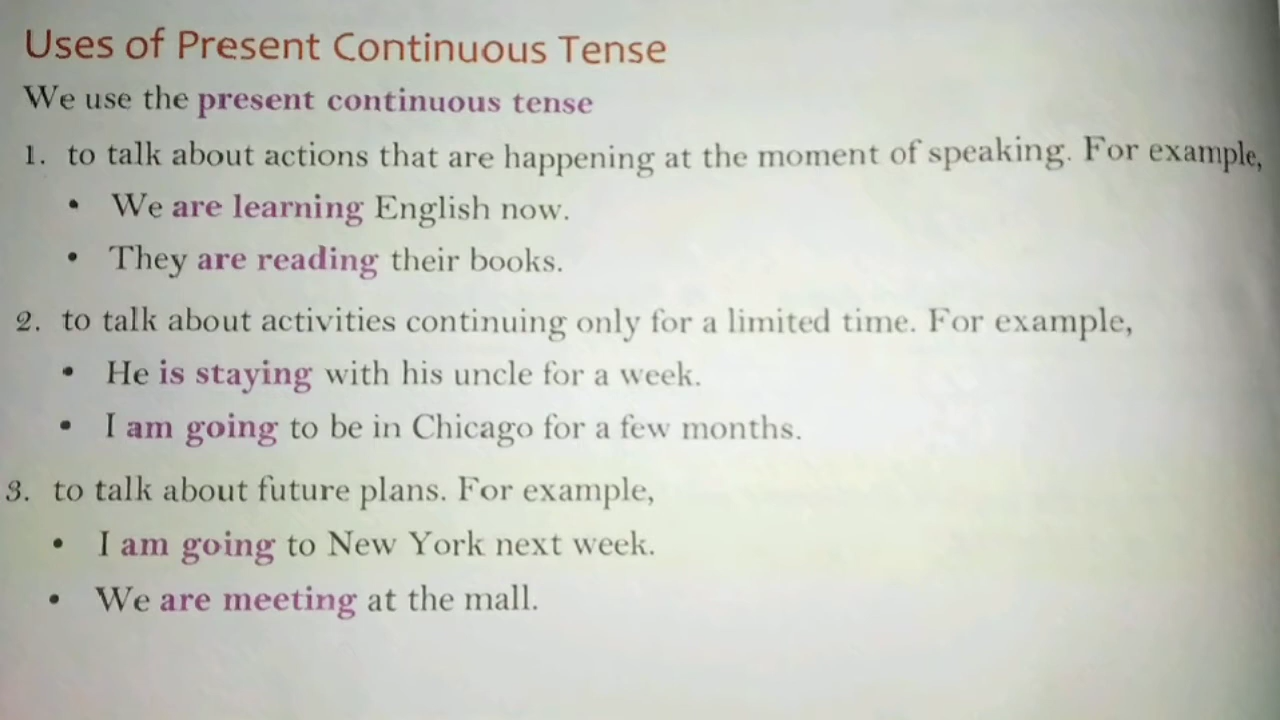 Uses of Present Continuous Tense
We use the present continuous tense
1. to talk about actions that are happening at the moment of speaking. For example,
• We are learning English now.
• They are reading their books.
2. to talk about activities continuing only for a limited time. For example,
• He is staying with his uncle for a week.
• I am going to be in Chicago for a few months.
3. to talk about future plans. For example,
• I am going to New York next week.
• We are meeting at the mall.